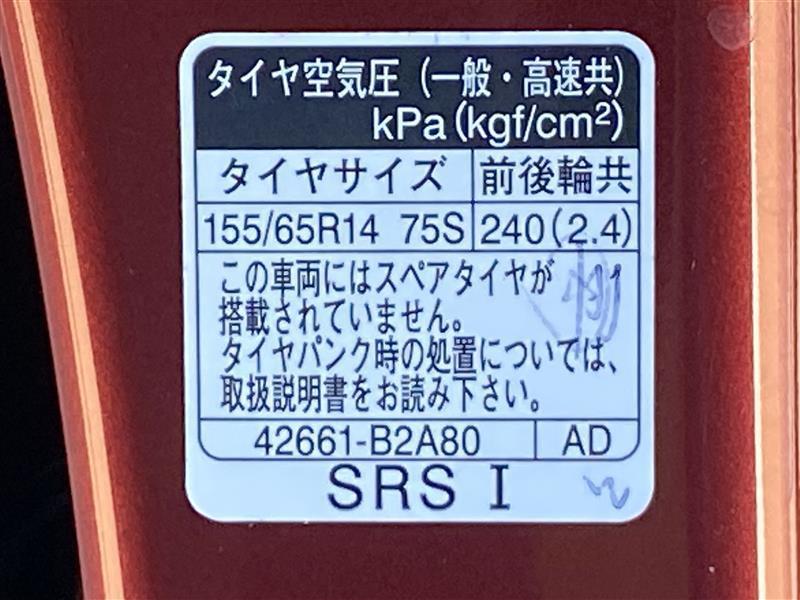 タイヤ空気圧(一般・高速共)
kPa(kgf/cm²)
タイヤサイズ 前後輪共
155/65R14 75S 240(2.4)
この車両にはスペアタイヤが
搭載されていません。
タイヤパンク時の処置については、
取扱説明書をお読み下さい。
42661-B2A80 AD
SRS I